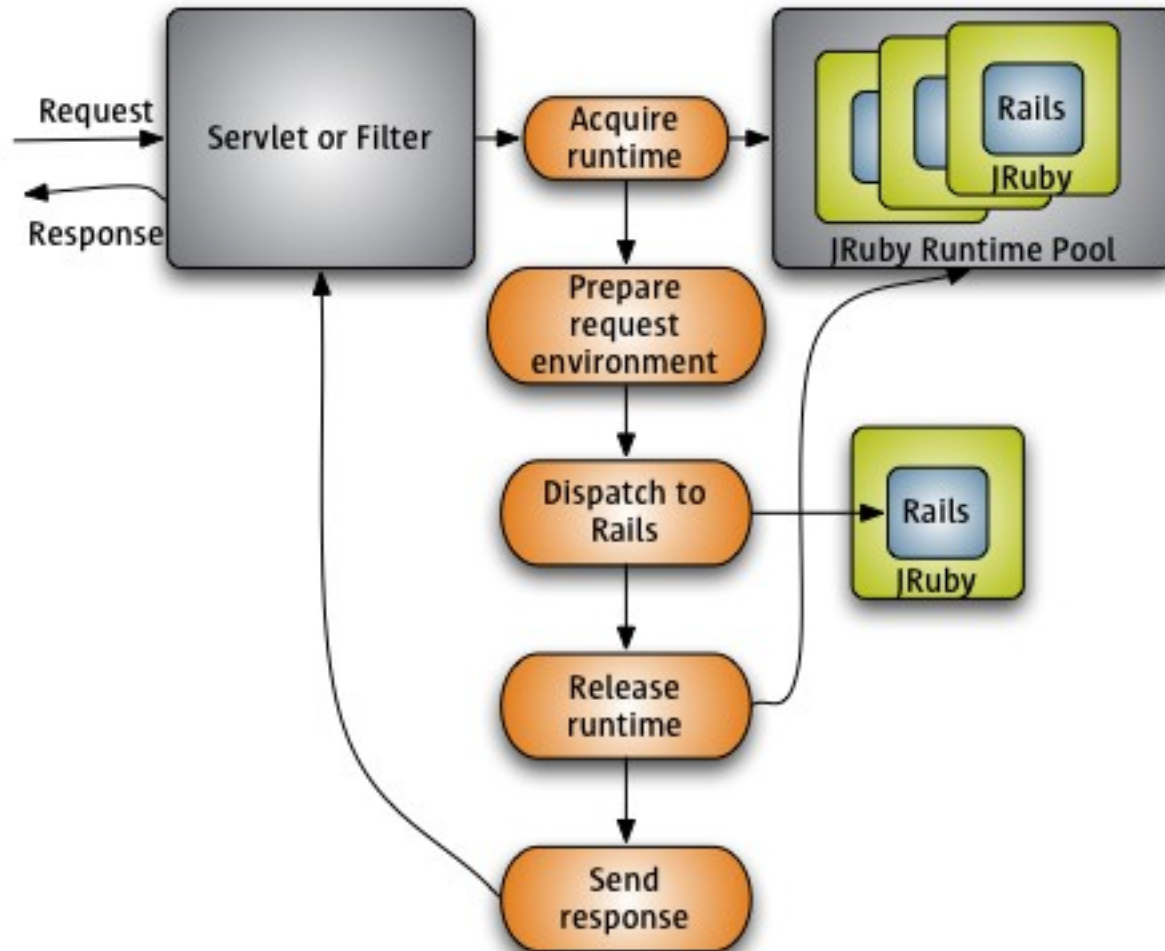 Request
Response
Servlet or Filter
Acquire
runtime
Rails
JRuby
JRuby Runtime Pool
Prepare
request
environment
Dispatch to
Rails
Rails
JRuby
Release
runtime
Send
response